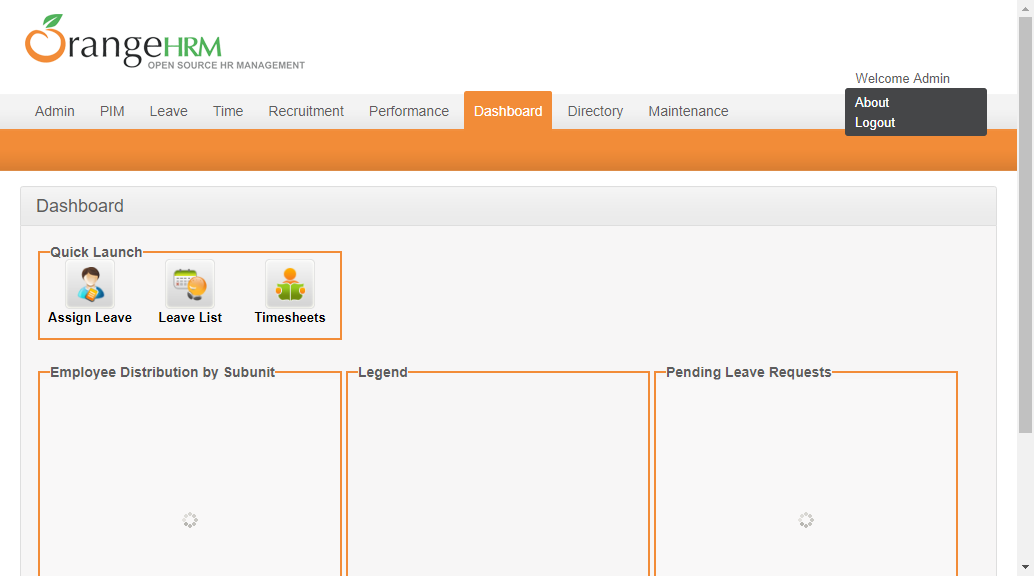 OrangeHRM
OPEN SOURCE HR MANAGEMENT
Welcome Admin
About
Logout
Admin PIM Leave Time Recruitment Performance Dashboard Directory Maintenance
Dashboard
Quick Launch
Assign Leave Leave List Timesheets
Employee Distribution by Subunit Legend Pending Leave Requests